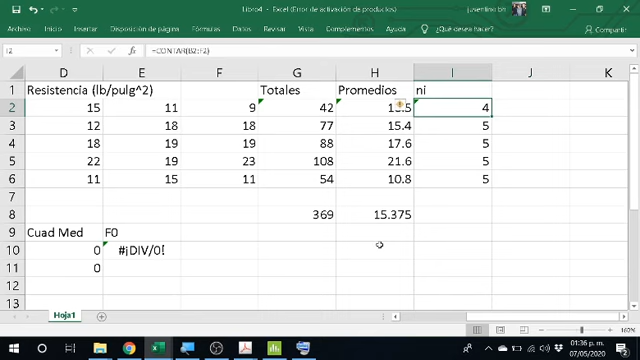 Libro4 - Excel (Error de activación de productos)
jusentino bh
Archivo Inicio Insertar Disposición de página Fórmulas Datos Revisar Vista Complementos Ayuda ¿Qué desea hacer? Compartir
I2 fx =CONTAR(B2:F2)
D E F G H I J K
1 Resistencia (lb/pulg^2) Totales Promedios ni
2 15 11 9 42 .5 4
3 12 18 18 77 15.4 5
4 18 19 19 88 17.6 5
5 22 19 23 108 21.6 5
6 11 15 11 54 10.8 5
7
8 369 15.375
9 Cuad Med F0
10 0 #¡DIV/0!
11 0
12
13
Hoja1
160%
01:36 p. m.
07/05/2020